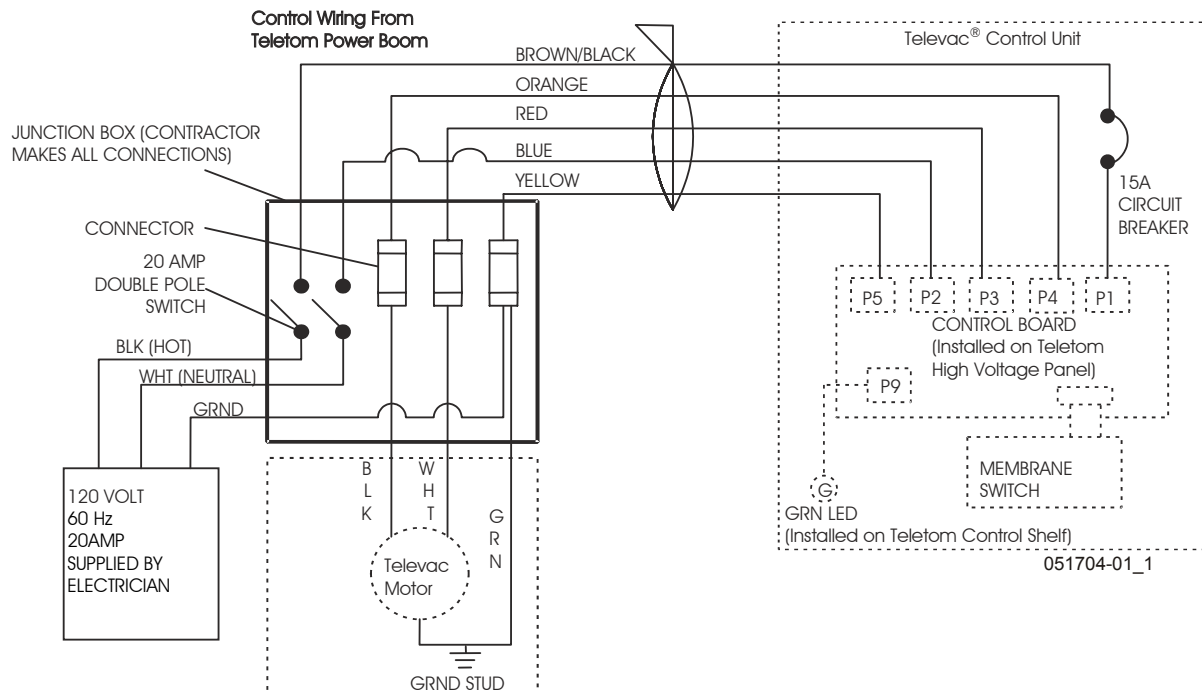 Control Wiring From
Teletom Power Boom
Televac® Control Unit
BROWN/BLACK
ORANGE
RED
BLUE
YELLOW
JUNCTION BOX (CONTRACTOR
MAKES ALL CONNECTIONS)
CONNECTOR
20 AMP
DOUBLE POLE
SWITCH
BLK (HOT)
WHT (NEUTRAL)
GRND
120 VOLT
60 Hz
20AMP
SUPPLIED BY
ELECTRICIAN
BLK
WHT
GRN
Televac
Motor
GRND STUD
15A
CIRCUIT
BREAKER
P5 P2 P3 P4 P1
CONTROL BOARD
(Installed on Teletom
High Voltage Panel)
P9
MEMBRANE
SWITCH
G
GRN LED
(Installed on Teletom Control Shelf)
051704-01_1